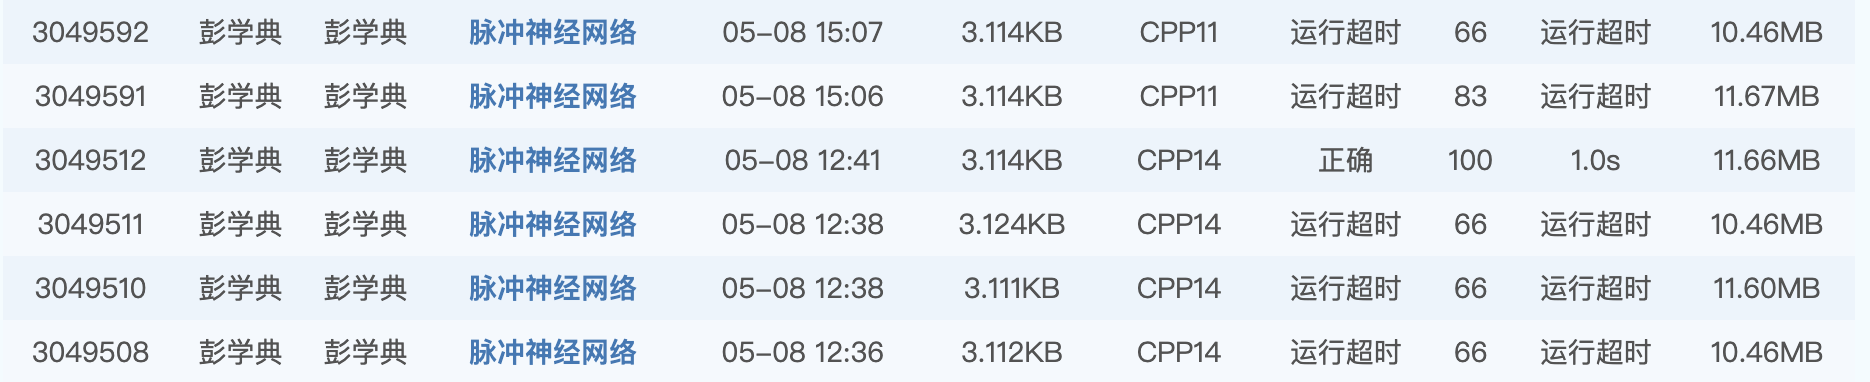 3049592 彭学典 彭学典 脉冲神经网络 05-08 15:07 3.114KB CPP11 运行超时 66 运行超时 10.46MB
3049591 彭学典 彭学典 脉冲神经网络 05-08 15:06 3.114KB CPP11 运行超时 83 运行超时 11.67MB
3049512 彭学典 彭学典 脉冲神经网络 05-08 12:41 3.114KB CPP14 正确 100 1.0s 11.66MB
3049511 彭学典 彭学典 脉冲神经网络 05-08 12:38 3.124KB CPP14 运行超时 66 运行超时 10.46MB
3049510 彭学典 彭学典 脉冲神经网络 05-08 12:38 3.111KB CPP14 运行超时 66 运行超时 11.60MB
3049508 彭学典 彭学典 脉冲神经网络 05-08 12:36 3.112KB CPP14 运行超时 66 运行超时 10.46MB